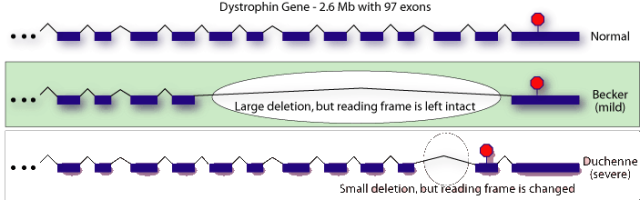 Dystrophin Gene - 2.6 Mb with 97 exons
Normal
Becker
(mild)
Large deletion, but reading frame is left intact
Duchenne
(severe)
Small deletion, but reading frame is changed